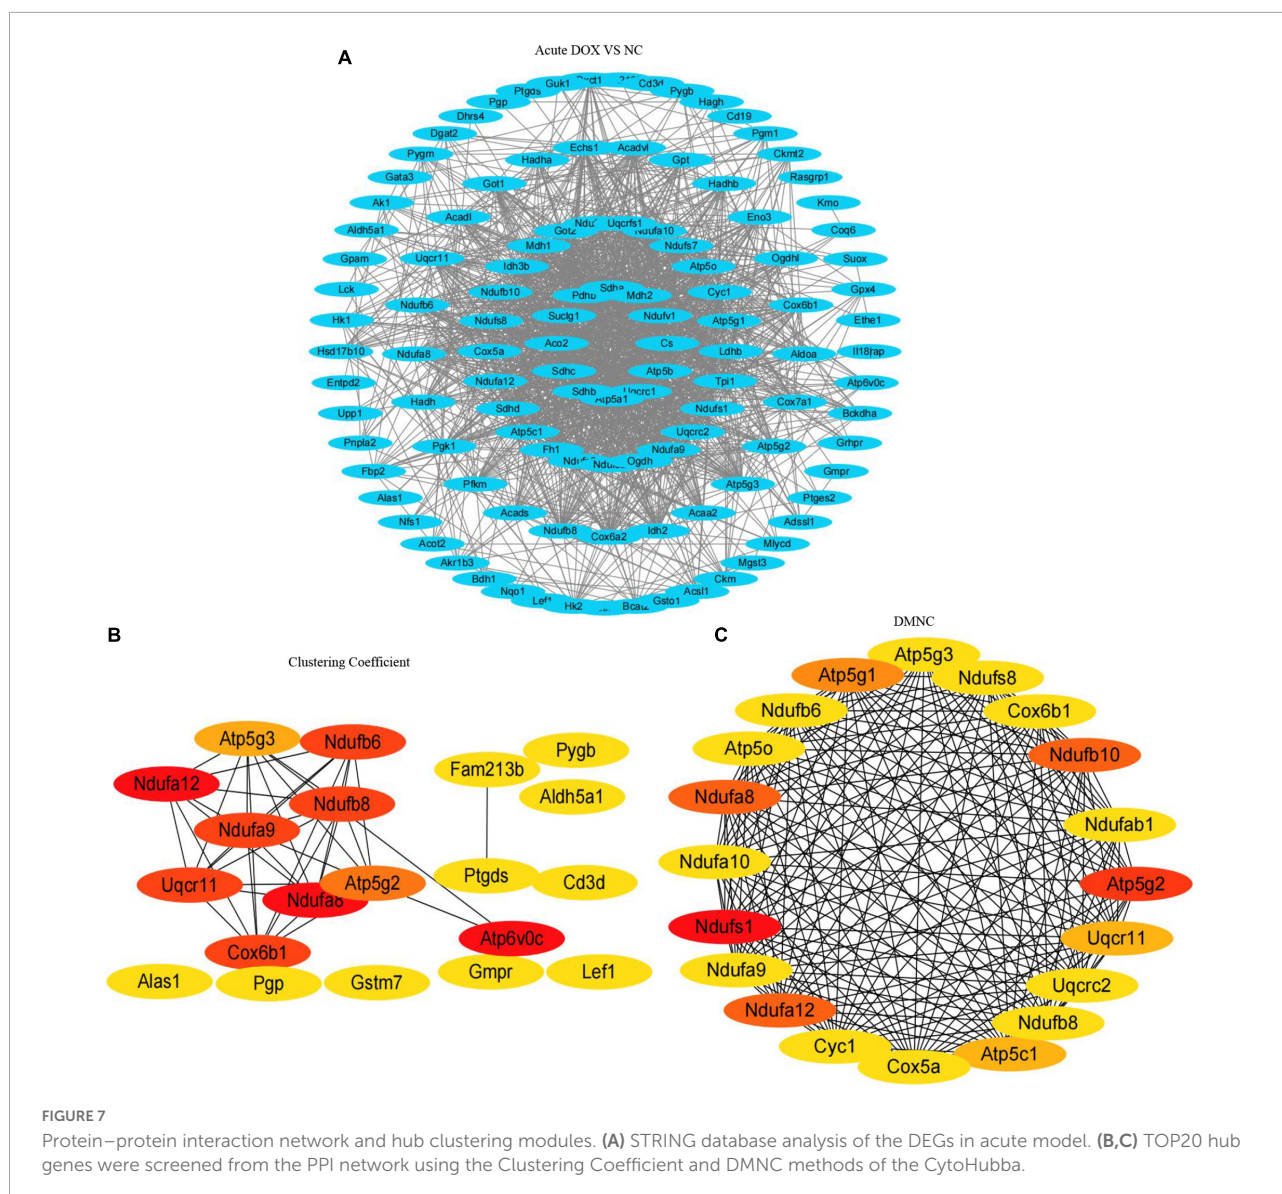 A
Acute DOX VS NC
Guk1
Cd3d
Ptgds
Pygb
Pgp
Hagh
Dhrs4
Cd19
Dgat2
Pgm1
Echs1
Acadvl
Pygm
Hadha
Gpt
Ckmt2
Gata3
Got1
Hadhb
Rasgrp1
Ak1
Acadl
Eno3
Kmo
Aldh5a1
Got2
Uqcrfs1
Ndufa10
Coq6
Mdh1
Ndufs7
Gpam
Uqcr11
Idh3b
Atp5o
Ogdhl
Suox
Lck
Ndufb10
Pdhb
Sdha
Mdh2
Cyc1
Gpx4
Ndufb6
Cox6b1
Hk1
Ndufs8
Suclg1
Ndufv1
Atp5g1
Ethe1
Hsd17b10
Ndufa8
Cox5a
Aco2
Cs
Ldhb
Aldoa
Il18rap
Entpd2
Ndufa12
Sdhc
Atp5b
Tpi1
Atp6v0c
Hadh
Sdhb
Uqcrc1
Atp5a1
Cox7a1
Upp1
Sdhd
Ndufs1
Bckdha
Pnpla2
Pgk1
Atp5c1
Uqcrc2
Atp5g2
Grhpr
Fh1
Ndufa9
Ogdh
Fbp2
Pfkm
Atp5g3
Gmpr
Alas1
Ptges2
Nfs1
Acads
Acaa2
Adssl1
Acot2
Ndufb8
Cox6a2
Idh2
Mlycd
Akr1b3
Mgst3
Bdh1
Ckm
Nqo1
Acsl1
Hk2
Bcat2
Gsto1
B
Clustering Coefficient
Atp5g3
Ndufb6
Pygb
Fam213b
Ndufa12
Aldh5a1
Ndufb8
Ndufa9
Ptgds
Cd3d
Uqcr11
Atp5g2
Ndufa8
Atp6v0c
Cox6b1
Gmpr
Lef1
Alas1
Pgp
Gstm7
C
DMNC
Atp5g3
Atp5g1
Ndufs8
Ndufb6
Cox6b1
Atp5o
Ndufb10
Ndufa8
Ndufab1
Ndufa10
Atp5g2
Ndufs1
Uqcr11
Ndufa9
Uqcrc2
Ndufa12
Ndufb8
Cyc1
Atp5c1
Cox5a
FIGURE 7
Protein–protein interaction network and hub clustering modules. (A) STRING database analysis of the DEGs in acute model. (B,C) TOP20 hub
genes were screened from the PPI network using the Clustering Coefficient and DMNC methods of the CytoHubba.